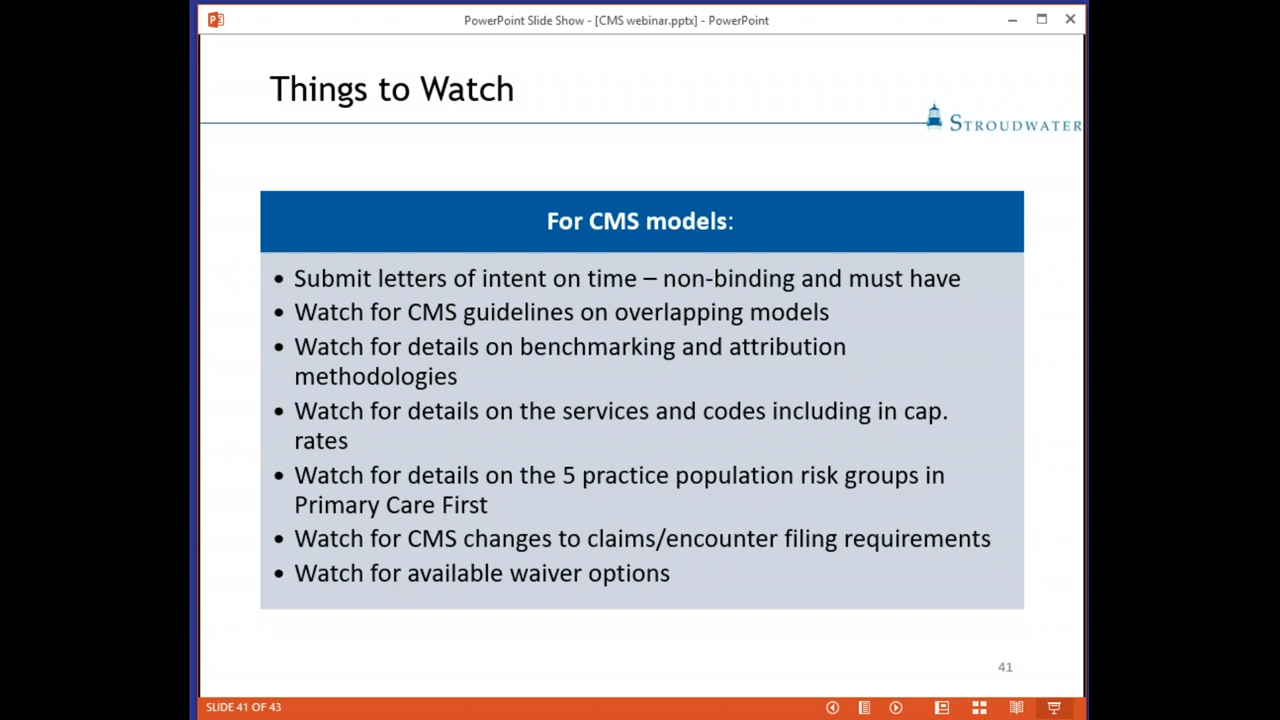 PowerPoint Slide Show - [CMS webinar.pptx] - PowerPoint
Things to Watch
STROUDWATER
For CMS models:
• Submit letters of intent on time – non-binding and must have
• Watch for CMS guidelines on overlapping models
• Watch for details on benchmarking and attribution
methodologies
• Watch for details on the services and codes including in cap.
rates
• Watch for details on the 5 practice population risk groups in
Primary Care First
• Watch for CMS changes to claims/encounter filing requirements
• Watch for available waiver options
41
SLIDE 41 OF 43